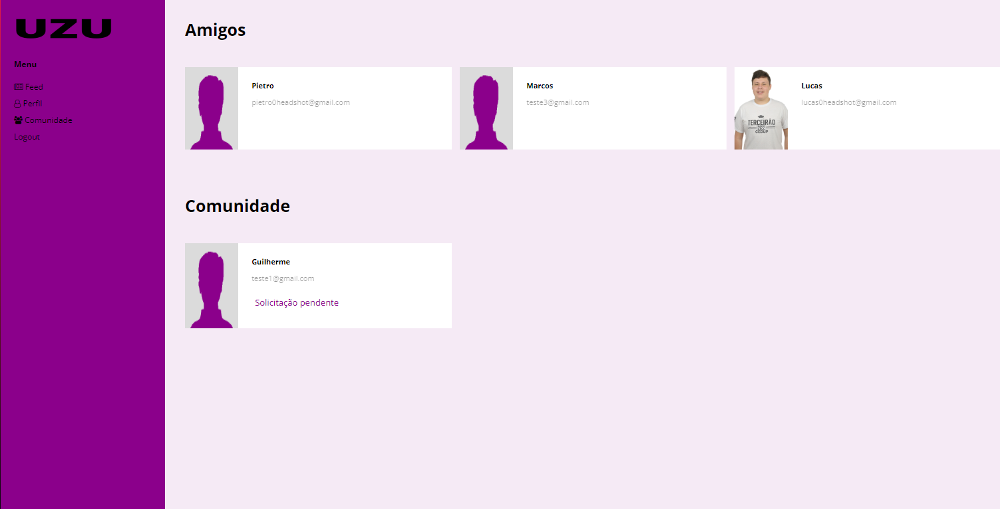 UZU
Menu
Feed
Perfil
Comunidade
Logout
Amigos
Pietro
pietro0headshot@gmail.com
Marcos
teste3@gmail.com
Lucas
lucas0headshot@gmail.com
TERCEIRÃO
CEDUP
Comunidade
Guilherme
teste1@gmail.com
Solicitação pendente